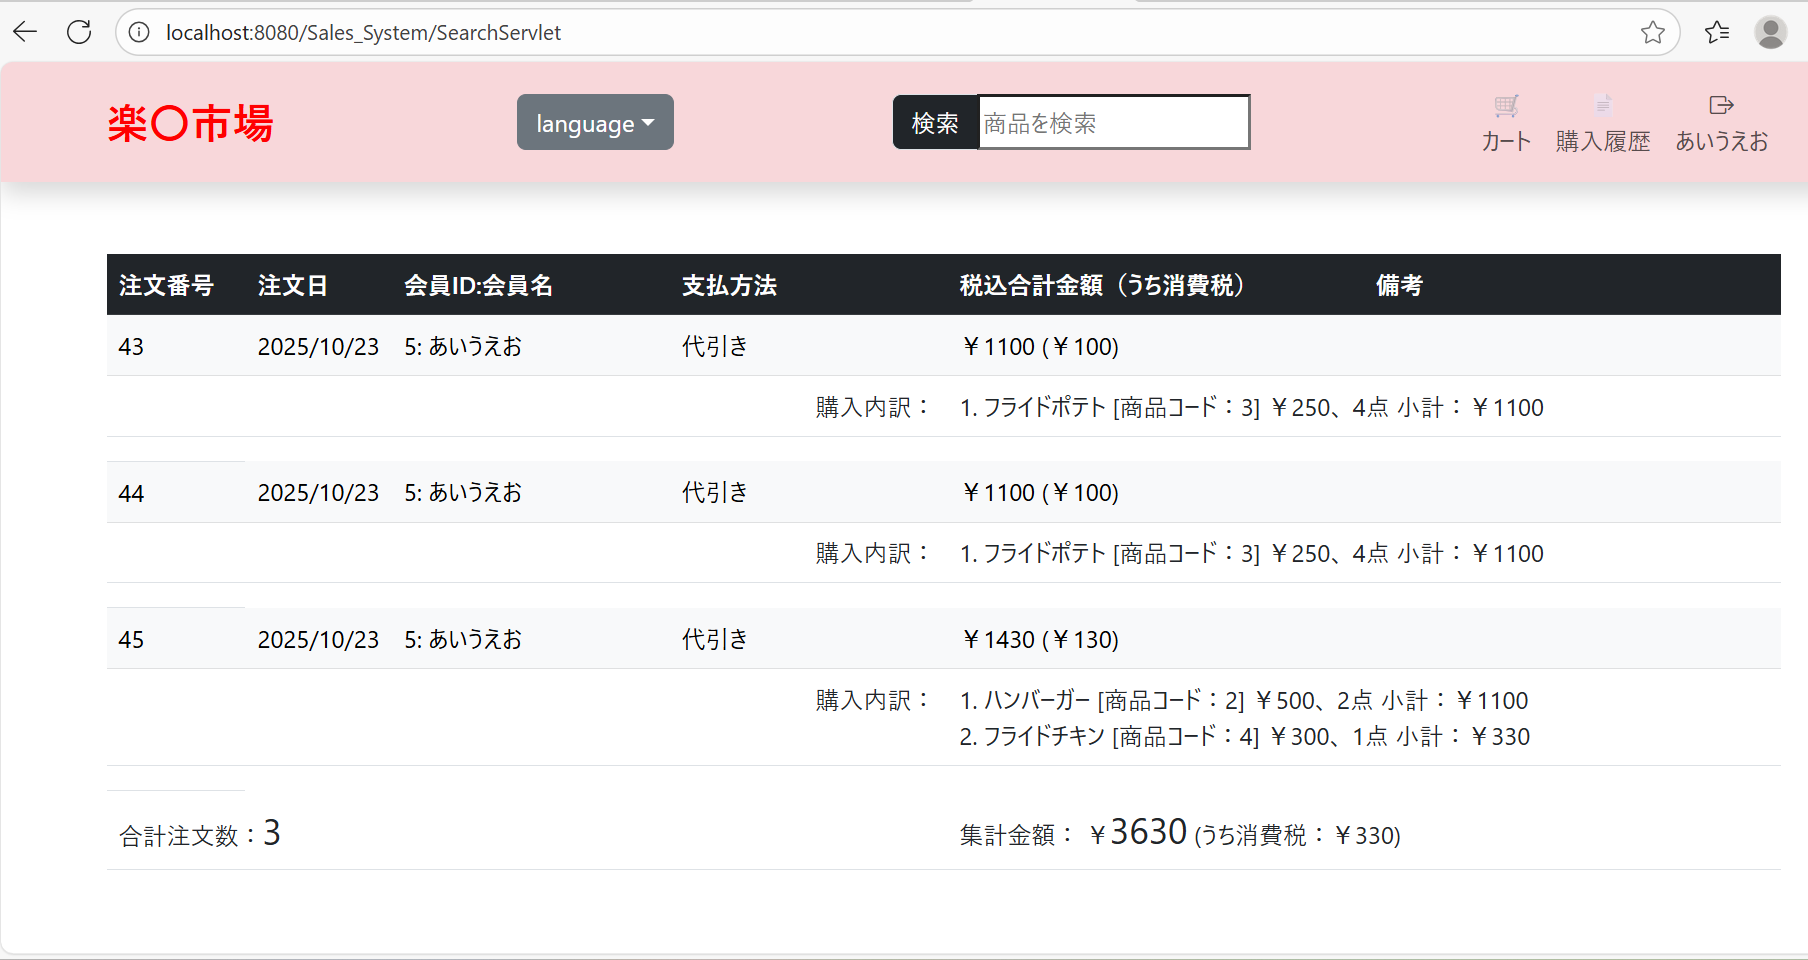 localhost:8080/Sales_System/SearchServlet
楽〇市場
language
検索 商品を検索
カート 購入履歴 あいうえお
注文番号 注文日 会員ID:会員名 支払方法 税込合計金額（うち消費税） 備考
43 2025/10/23 5: あいうえお 代引き ￥1100 (￥100)
購入内訳： 1. フライドポテト [商品コード：3] ￥250、4点 小計：￥1100
44 2025/10/23 5: あいうえお 代引き ￥1100 (￥100)
購入内訳： 1. フライドポテト [商品コード：3] ￥250、4点 小計：￥1100
45 2025/10/23 5: あいうえお 代引き ￥1430 (￥130)
購入内訳： 1. ハンバーガー [商品コード：2] ￥500、2点 小計：￥1100
2. フライドチキン [商品コード：4] ￥300、1点 小計：￥330
合計注文数：3 集計金額： ￥3630 (うち消費税：￥330)